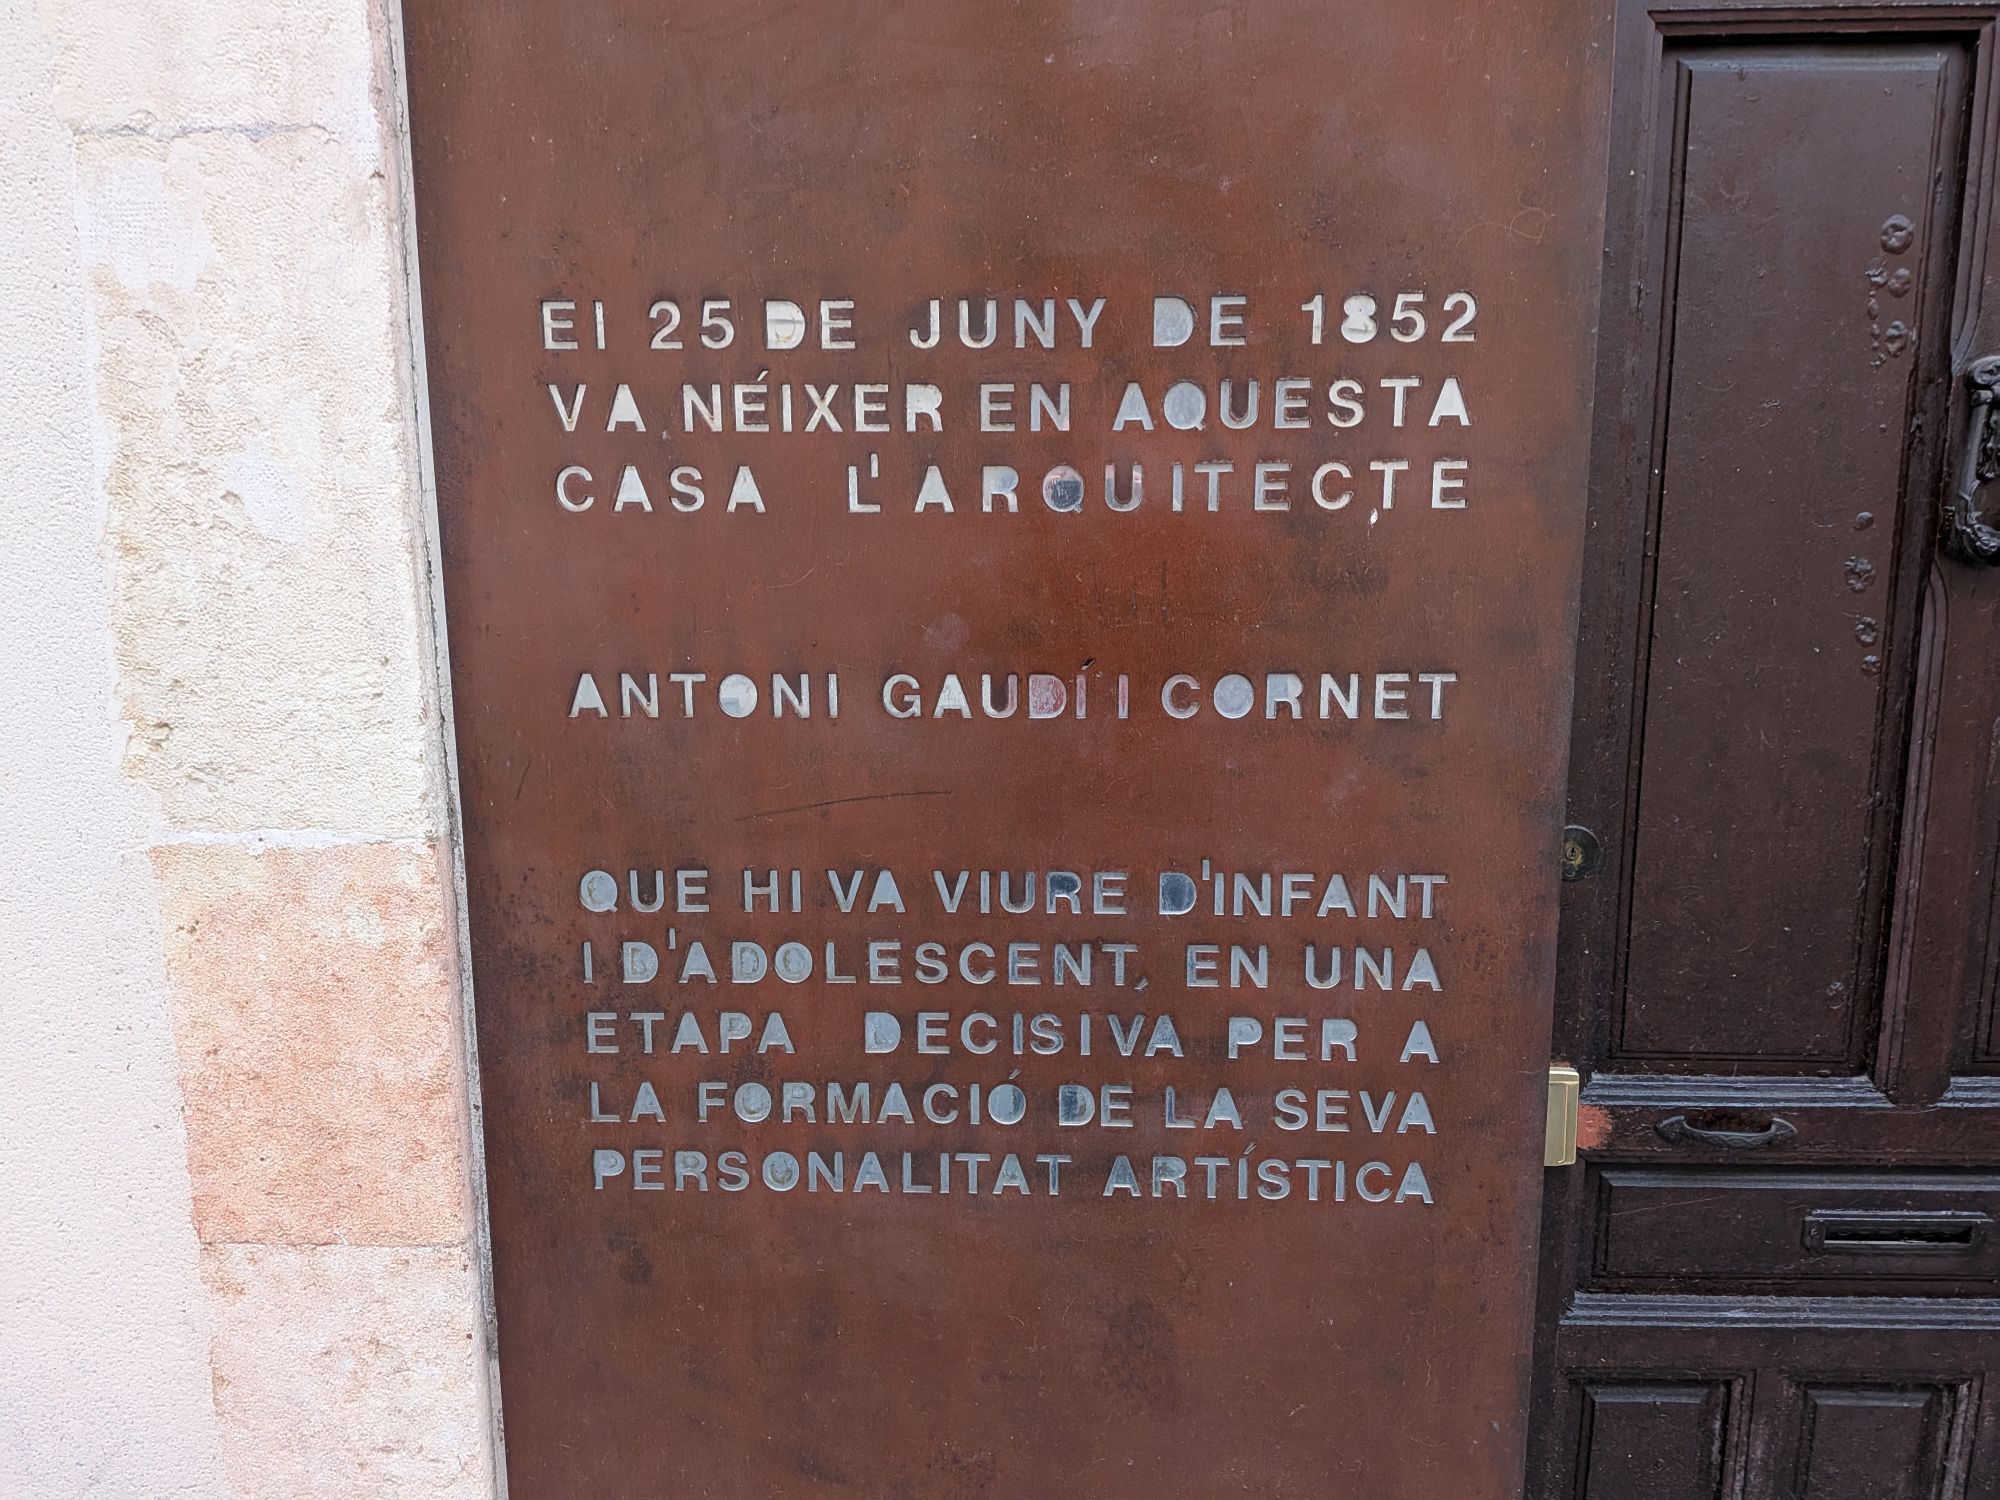 El 25 DE JUNY DE 1852
VA NÉIXER EN AQUESTA
CASA L'ARQUITECTE
ANTONI GAUDÍ I CORNET
QUE HI VA VIURE D'INFANT
I D'ADOLESCENT, EN UNA
ETAPA DECISIVA PER A
LA FORMACIÓ DE LA SEVA
PERSONALITAT ARTÍSTICA